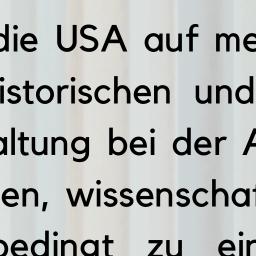 die USA auf me
istorischen und
altung bei der A
en, wissenschaf
bedingt zu ein